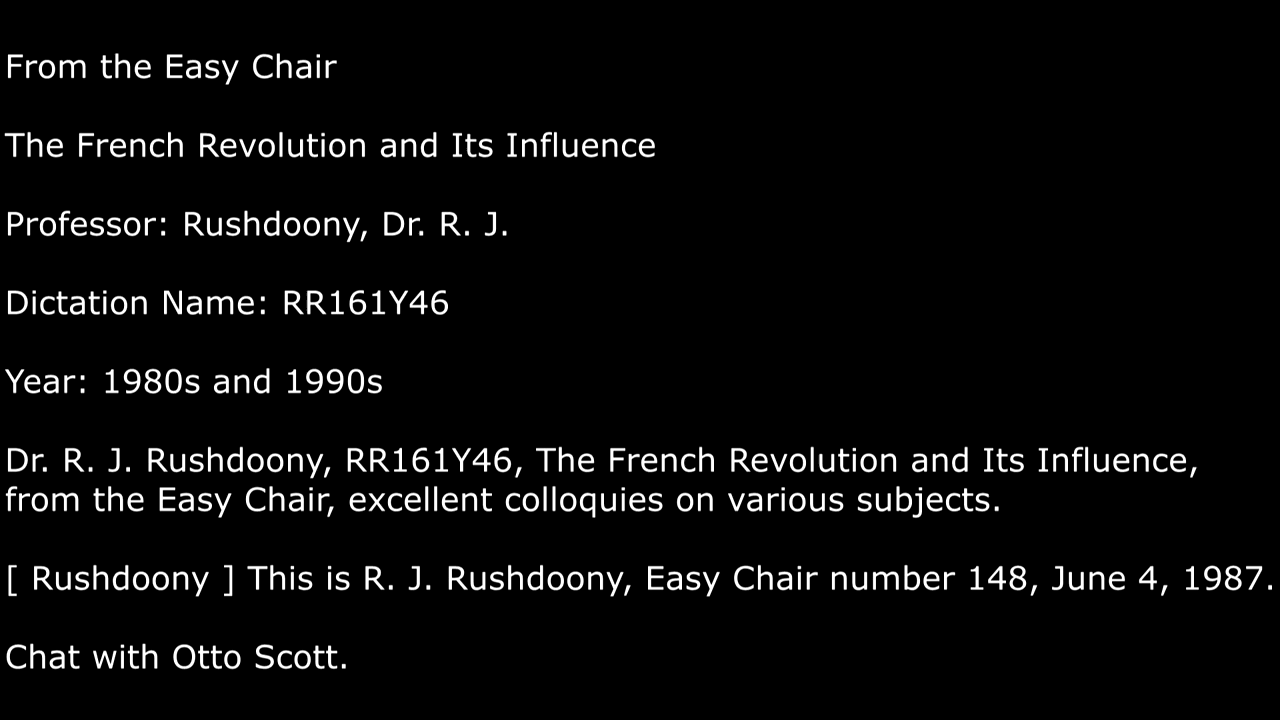 From the Easy Chair
The French Revolution and Its Influence
Professor: Rushdoony, Dr. R. J.
Dictation Name: RR161Y46
Year: 1980s and 1990s
Dr. R. J. Rushdoony, RR161Y46, The French Revolution and Its Influence,
from the Easy Chair, excellent colloquies on various subjects.
[ Rushdoony ] This is R. J. Rushdoony, Easy Chair number 148, June 4, 1987.
Chat with Otto Scott.